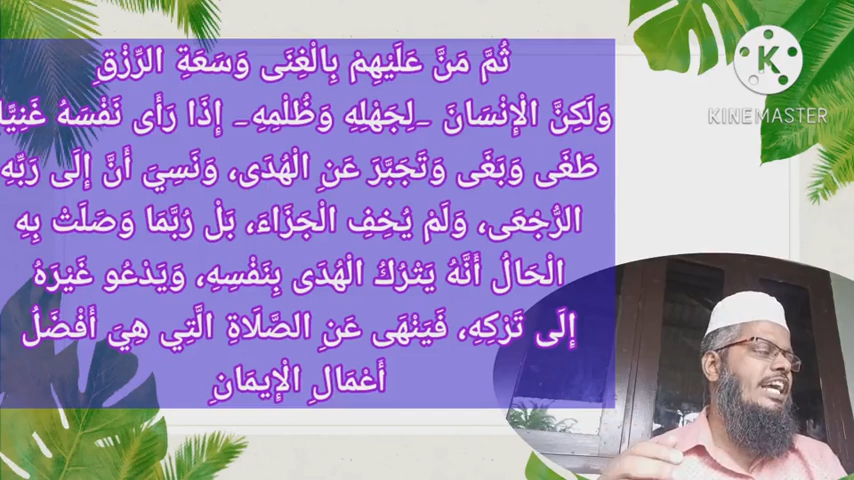 ثُمَّ مَنَّ عَلَيْهِمْ بِالْغِنَى وَسَعَةِ الرِّزْقِ
وَلَكِنَّ الْإِنْسَانَ ـ لِجَهْلِهِ وَظُلْمِهِ ـ إِذَا رَأَى نَفْسَهُ غَنِيًّا
طَغَى وَبَغَى وَتَجَبَّرَ عَنِ الْهُدَى، وَنَسِيَ أَنَّ إِلَى رَبِّهِ
الرُّجْعَى، وَلَمْ يُخِفِ الْجَزَاءَ، بَلْ رُبَّمَا وَصَلَتْ بِهِ
الْحَالُ أَنَّهُ يَتْرُكُ الْهُدَى بِنَفْسِهِ، وَيَدْعُو غَيْرَهُ
إِلَى تَرْكِهِ، فَيَنْهَى عَنِ الصَّلَاةِ الَّتِي هِيَ أَفْضَلُ
أَعْمَالِ الْإِيمَانِ
K
KINEMASTER